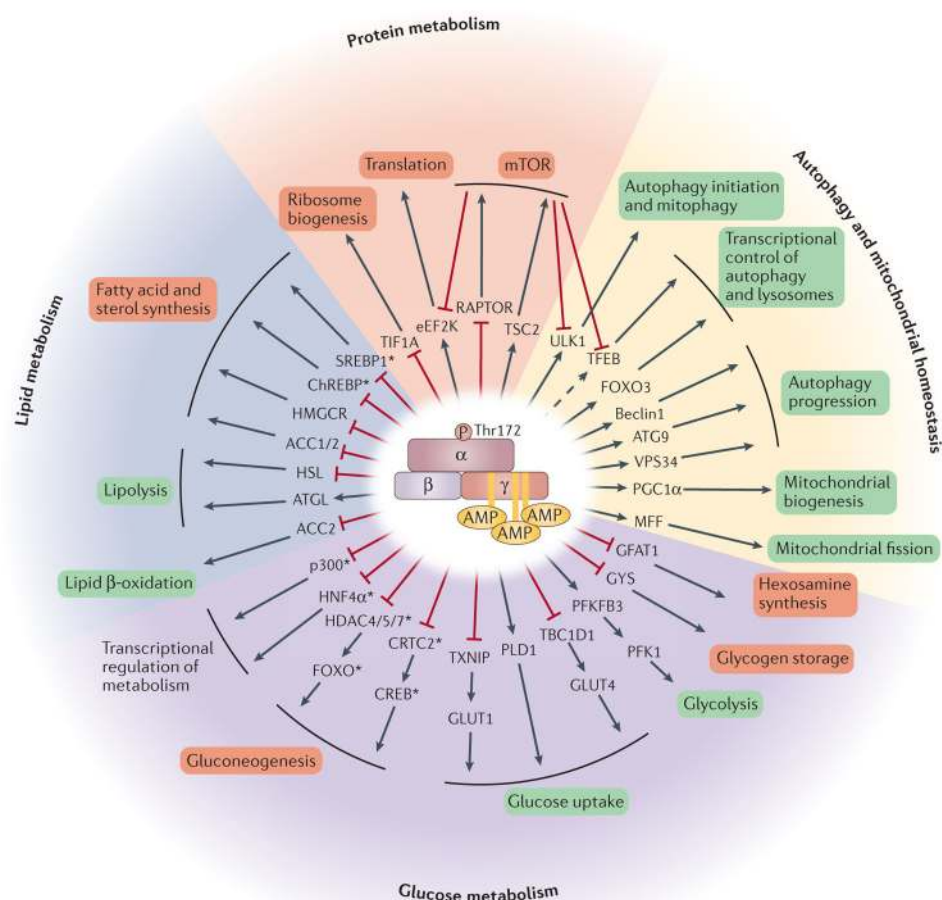 Protein metabolism
Translation
mTOR
Ribosome
biogenesis
Autophagy initiation
and mitophagy
Autophagy and mitochondrial homeostasis
Transcriptional
control of
autophagy
and lysosomes
Lipid metabolism
Fatty acid and
sterol synthesis
TIF1A
eEF2K
RAPTOR
TSC2
ULK1
TFEB
SREBP1*
ChREBP*
HMGCR
ACC1/2
HSL
ATGL
ACC2
FOXO3
Beclin1
ATG9
VPS34
PGC1α
MFF
Autophagy
progression
Mitochondrial
biogenesis
Mitochondrial fission
P Thr172
α
β
γ
AMP
AMP
AMP
Lipolysis
Lipid β-oxidation
p300*
HNF4α*
HDAC4/5/7*
FOXO*
CRTC2*
CREB*
TXNIP
GLUT1
PLD1
TBC1D1
GLUT4
PFKFB3
PFK1
GYS
GFAT1
Hexosamine
synthesis
Glycogen storage
Glycolysis
Transcriptional
regulation of
metabolism
Gluconeogenesis
Glucose uptake
Glucose metabolism